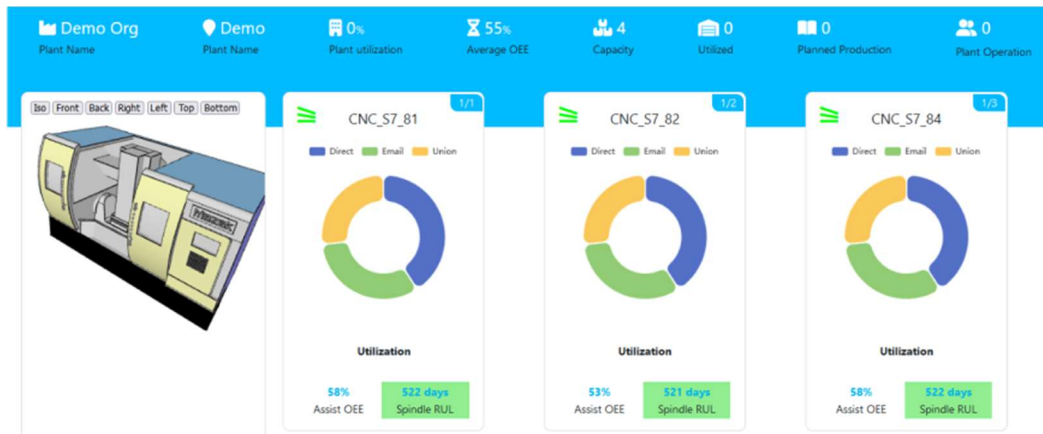 Demo Org
Plant Name
Demo
Plant Name
0%
Plant utilization
55%
Average OEE
4
Capacity
0
Utilized
0
Planned Production
0
Plant Operation
Iso Front Back Right Left Top Bottom
1/1
CNC_S7_81
Direct Email Union
Utilization
58%
Assist OEE
522 days
Spindle RUL
1/2
CNC_S7_82
Direct Email Union
Utilization
53%
Assist OEE
521 days
Spindle RUL
1/3
CNC_S7_84
Direct Email Union
Utilization
58%
Assist OEE
522 days
Spindle RUL